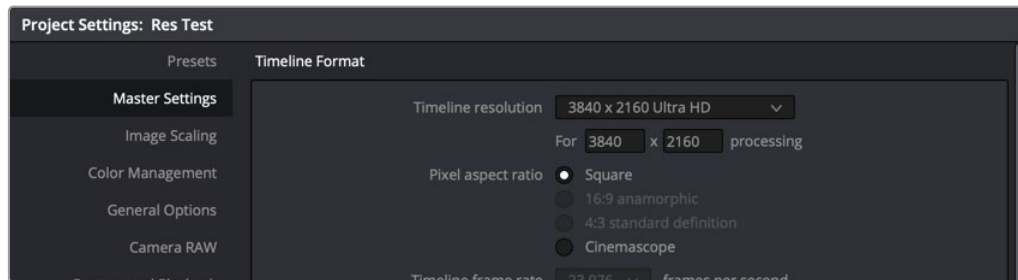 Project Settings: Res Test
Presets
Timeline Format
Master Settings
Timeline resolution 3840 x 2160 Ultra HD
Image Scaling
For 3840 x 2160 processing
Color Management
Pixel aspect ratio Square
16:9 anamorphic
General Options
4:3 standard definition
Camera RAW
Cinemascope
Timeline frame rate 23.976 frames per second